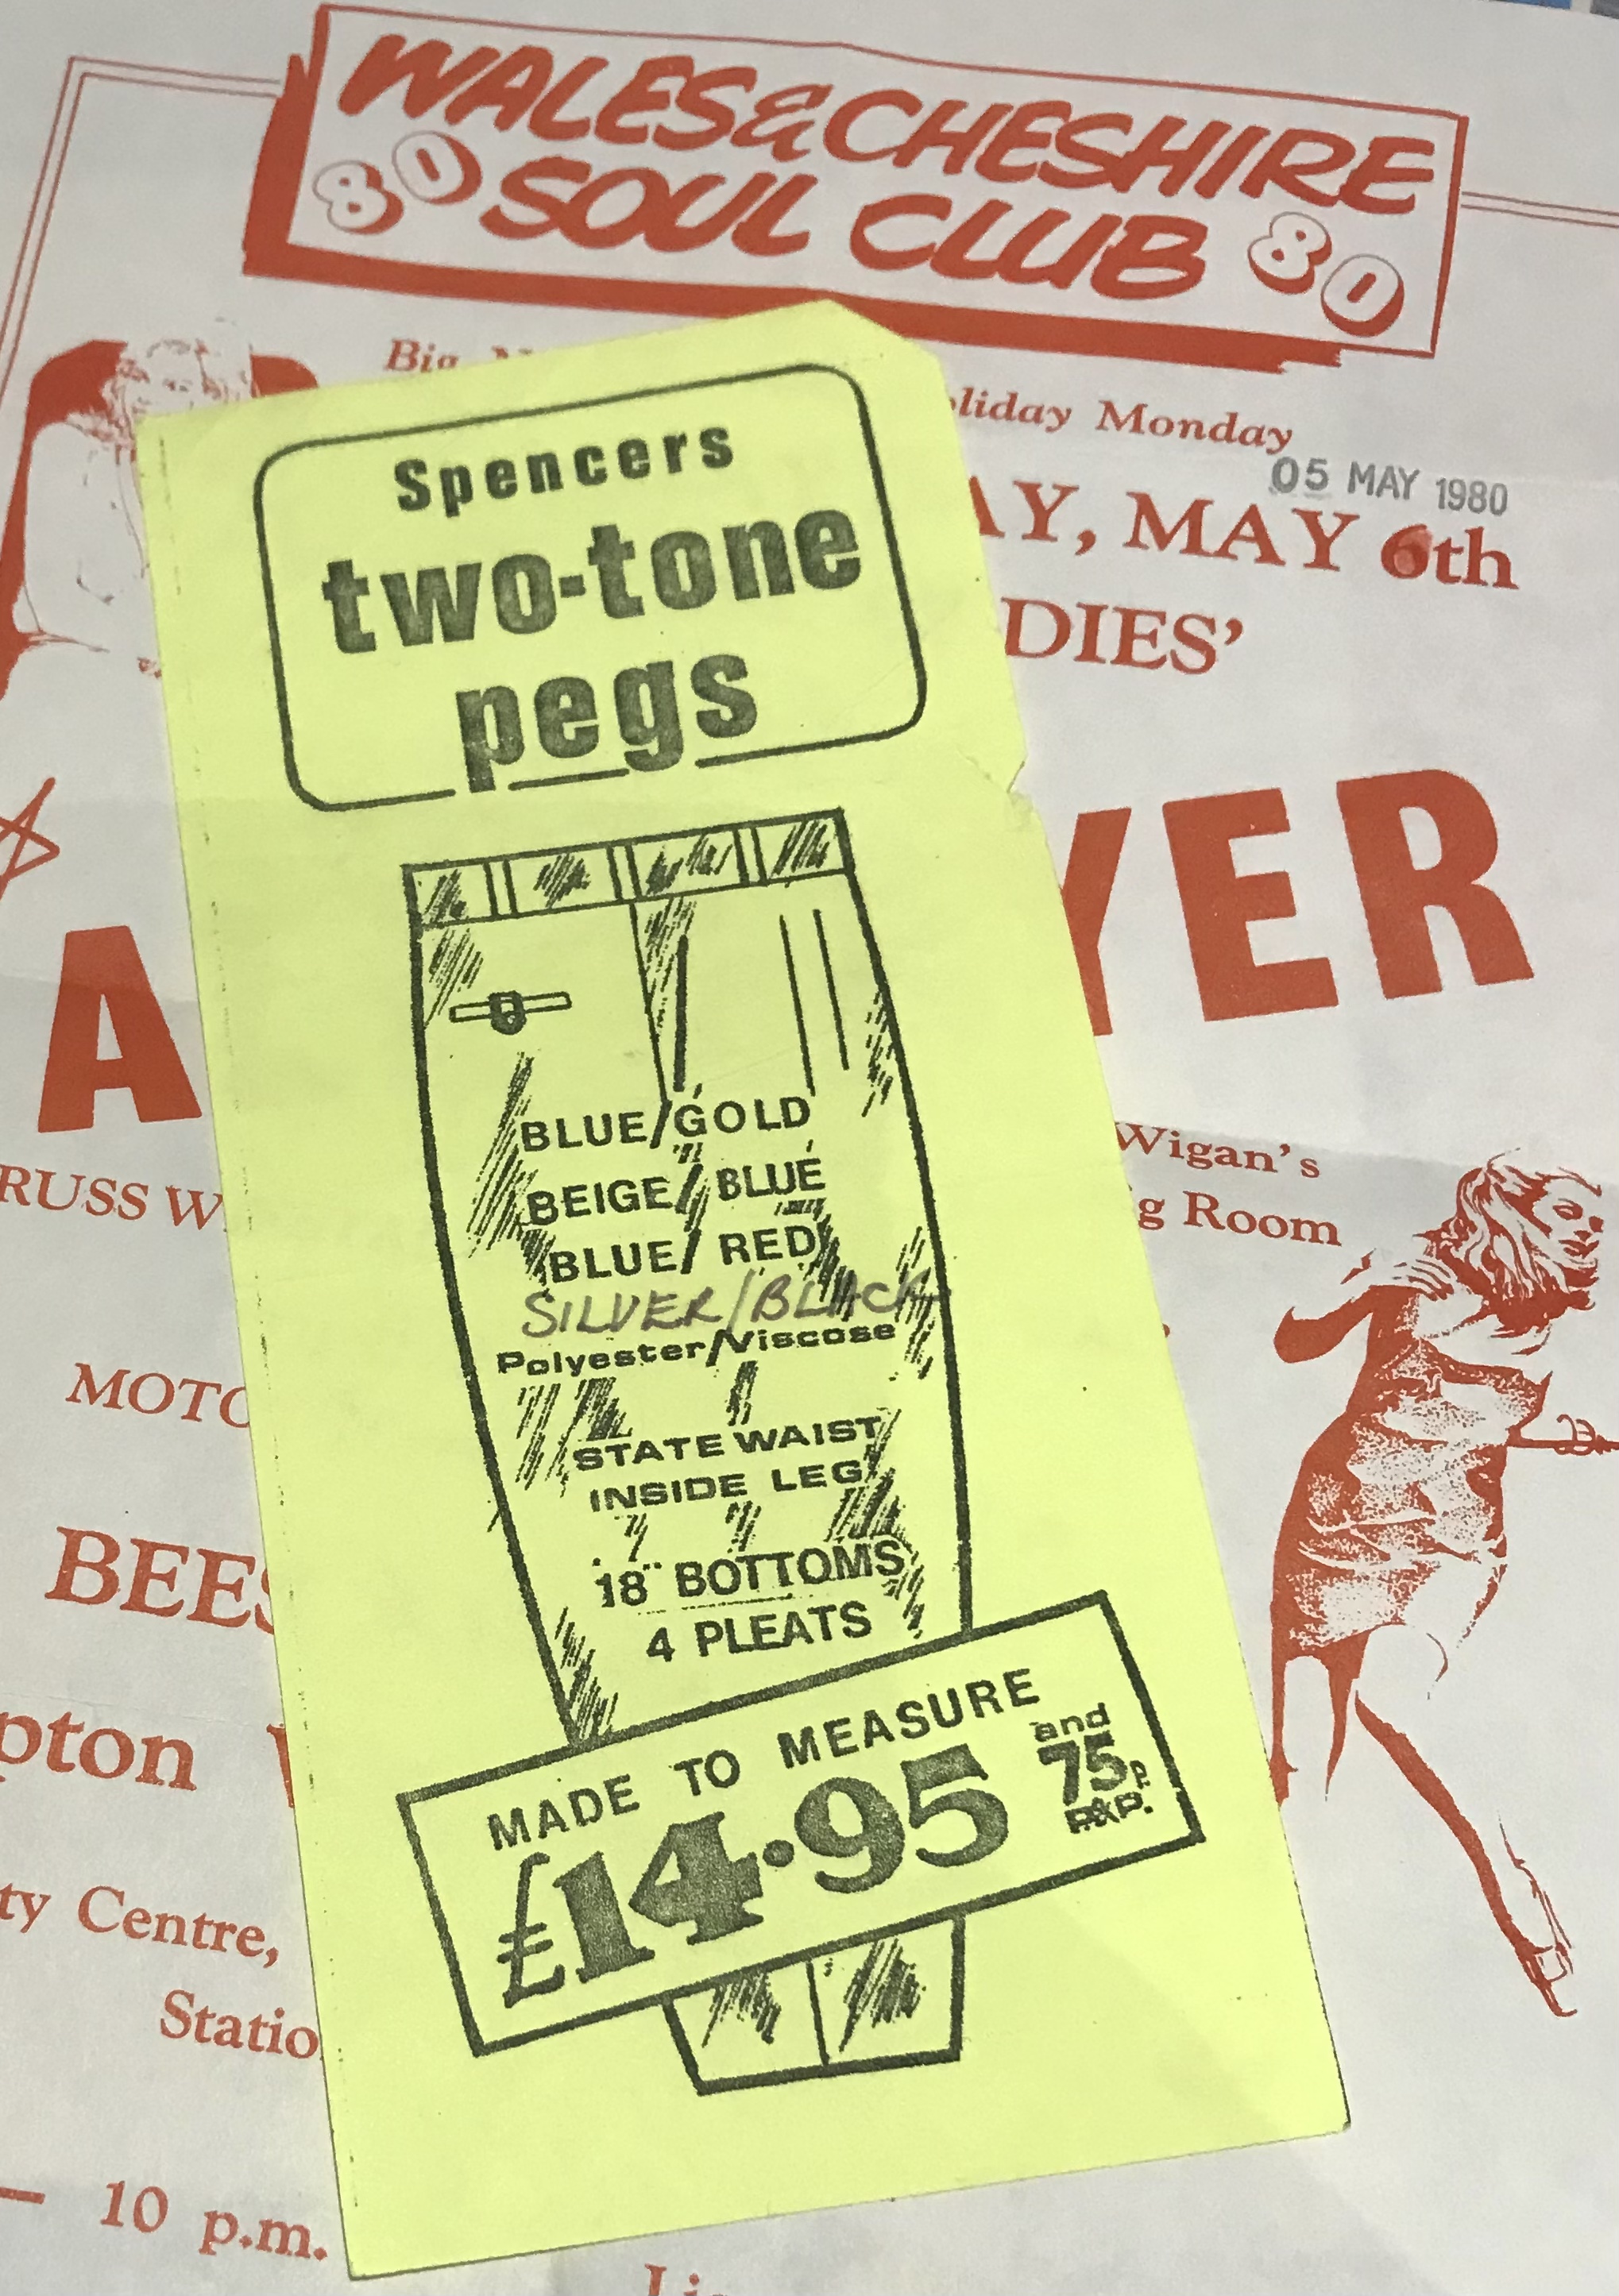 WALES & CHESHIRE
80 SOUL CLUB 80
liday Monday
05 MAY 1980
AY, MAY 6th
DIES'
A
YER
RUSS W
Wigan's
g Room
MOTO
BEES
pton
ty Centre,
Statio
— 10 p.m.
Spencers
two-tone
pegs
BLUE/GOLD
BEIGE/BLUE
BLUE/RED
SILVER/BLACK
Polyester/Viscose
STATE WAIST
INSIDE LEG
18" BOTTOMS
4 PLEATS
MADE TO MEASURE
£14·95 and 75p P&P.